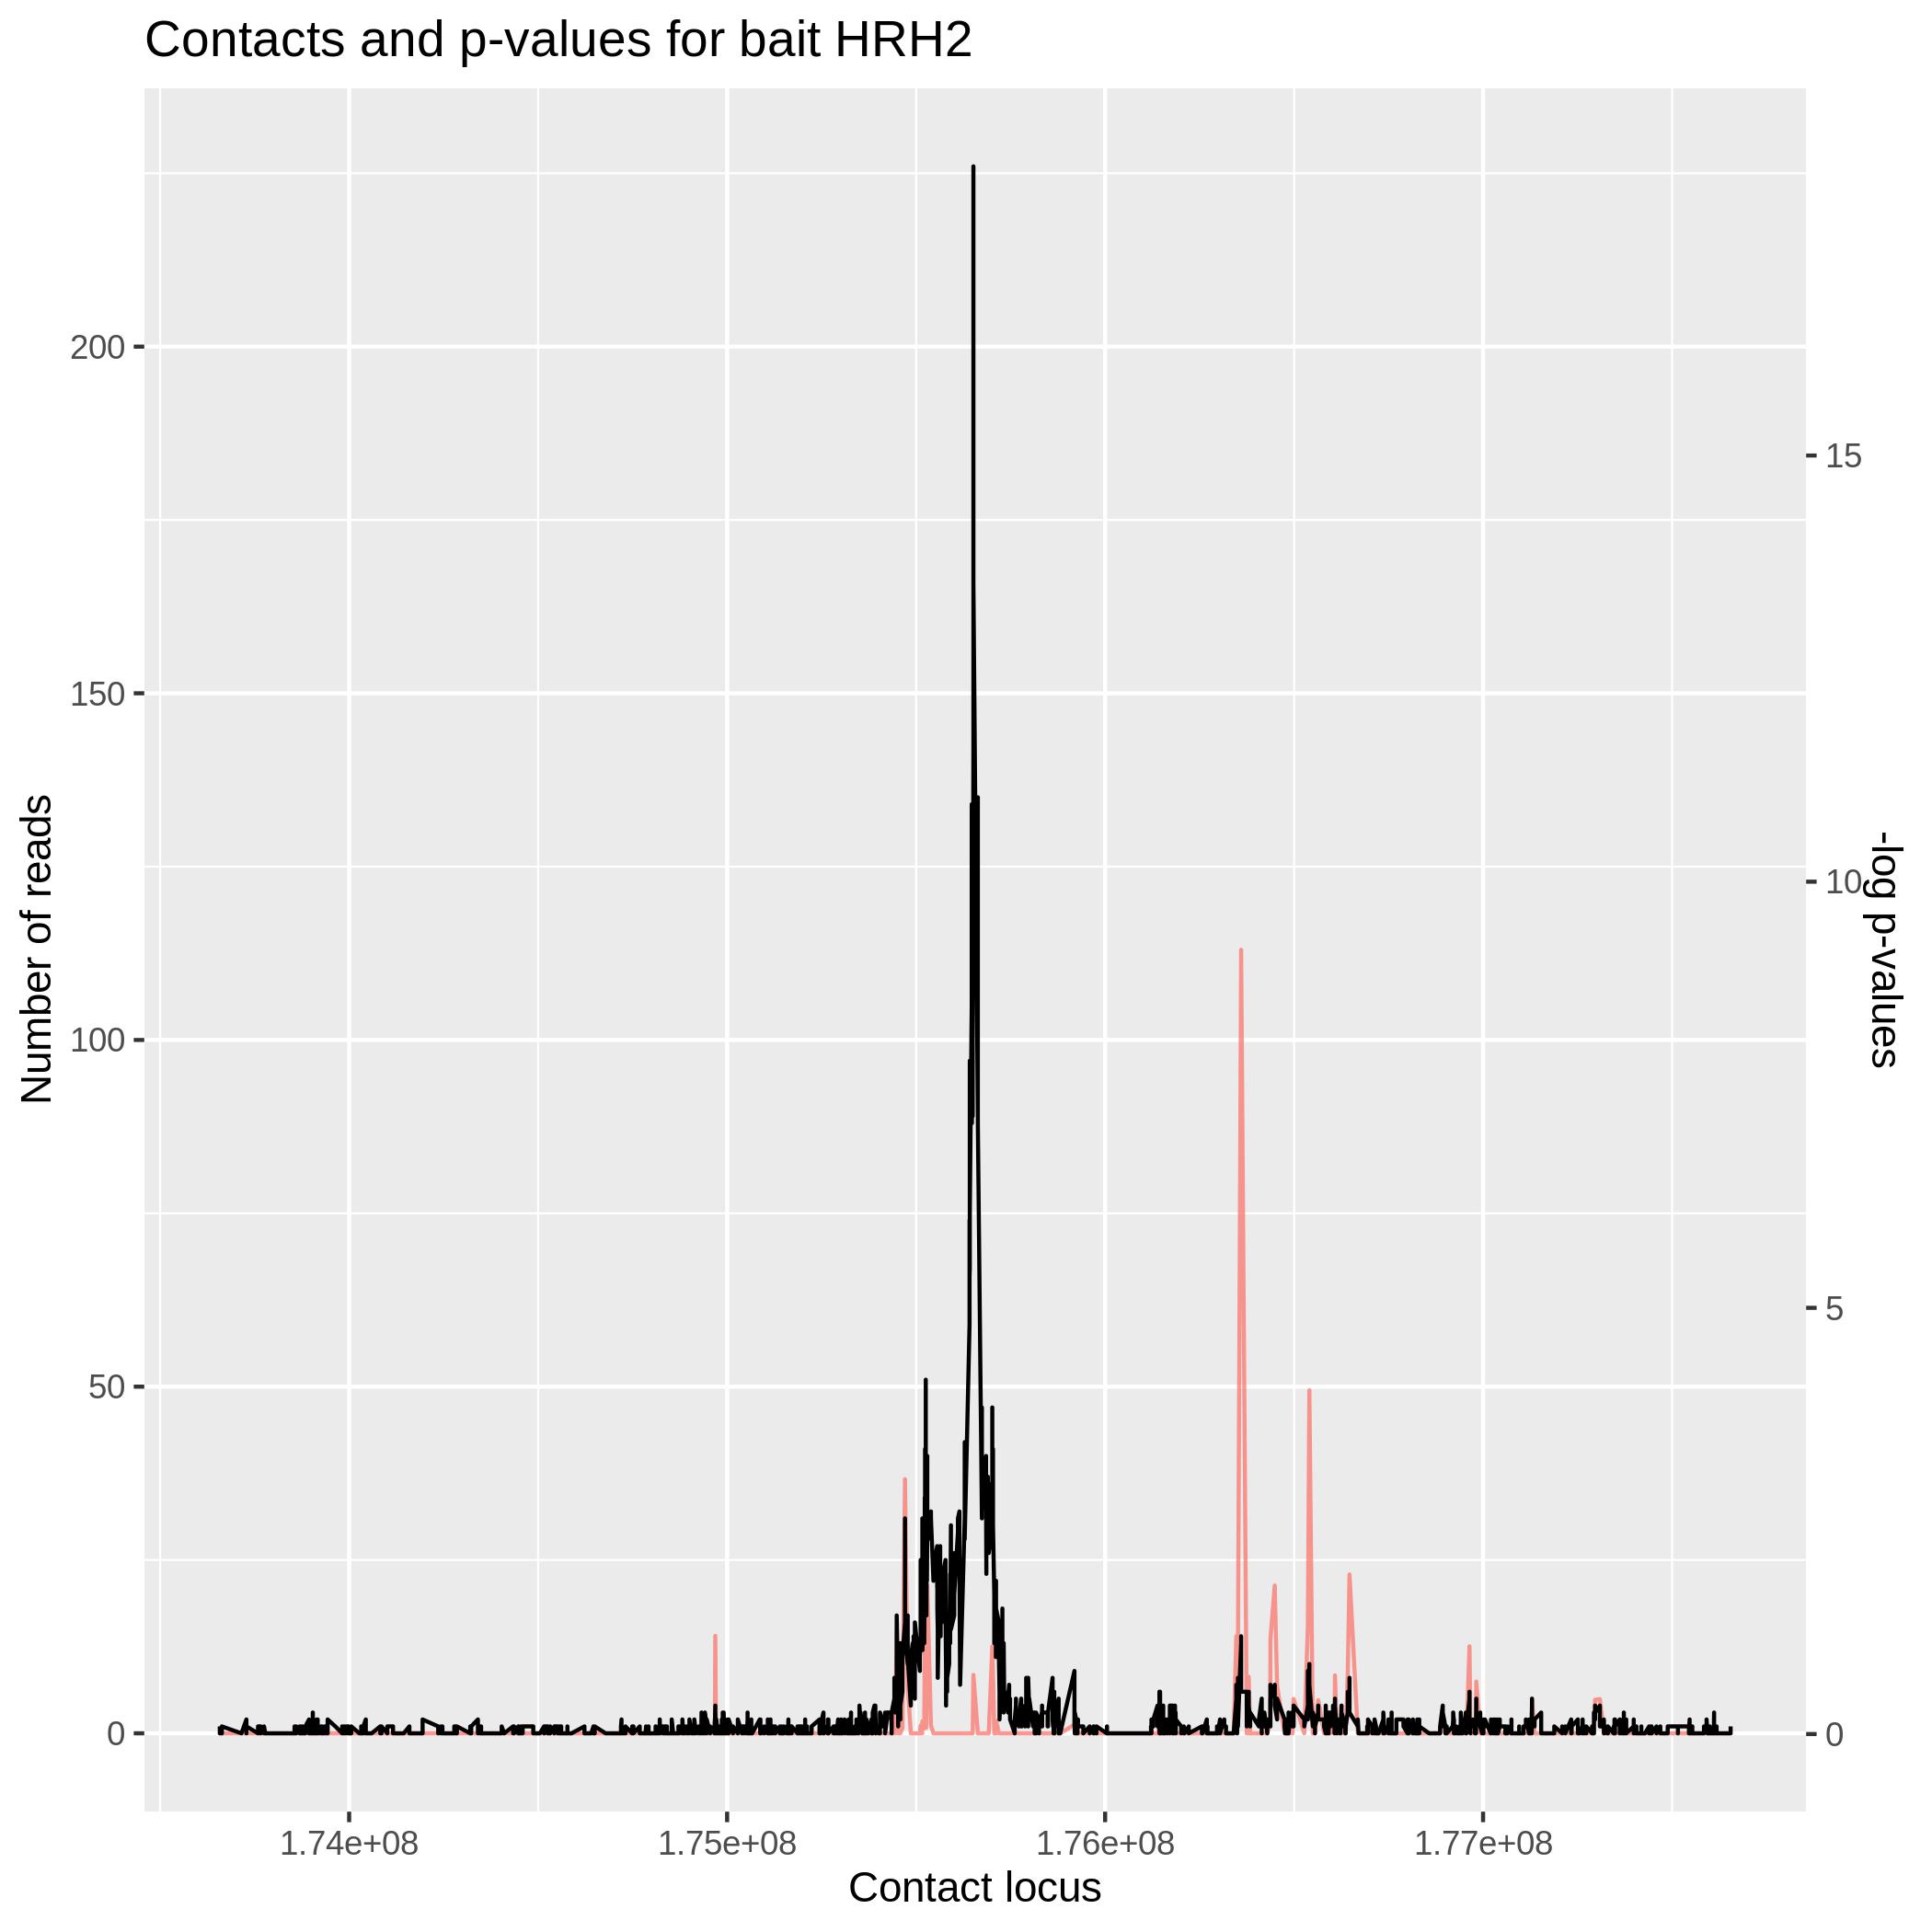 Contacts and p-values for bait HRH2
Number of reads
200
150
100
50
0
15
10
5
0
-log p-values
1.74e+08 1.75e+08 1.76e+08 1.77e+08
Contact locus